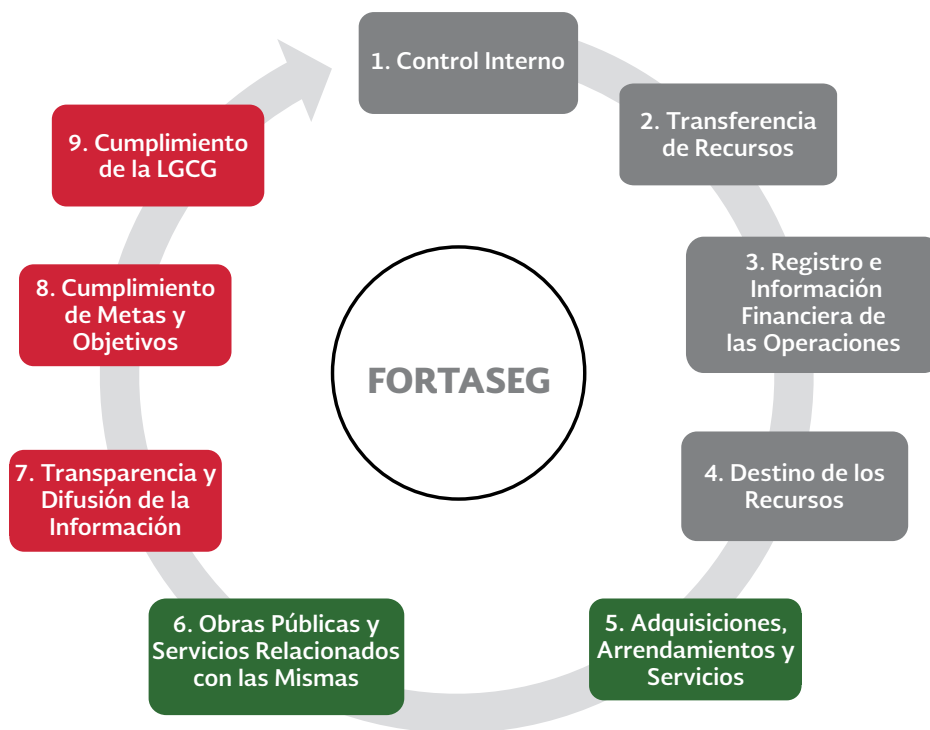 1. Control Interno
2. Transferencia
de Recursos
3. Registro e
Información
Financiera de
las Operaciones
4. Destino de los
Recursos
5. Adquisiciones,
Arrendamientos y
Servicios
6. Obras Públicas y
Servicios Relacionados
con las Mismas
7. Transparencia y
Difusión de la
Información
8. Cumplimiento
de Metas y
Objetivos
9. Cumplimiento
de la LGCG
FORTASEG